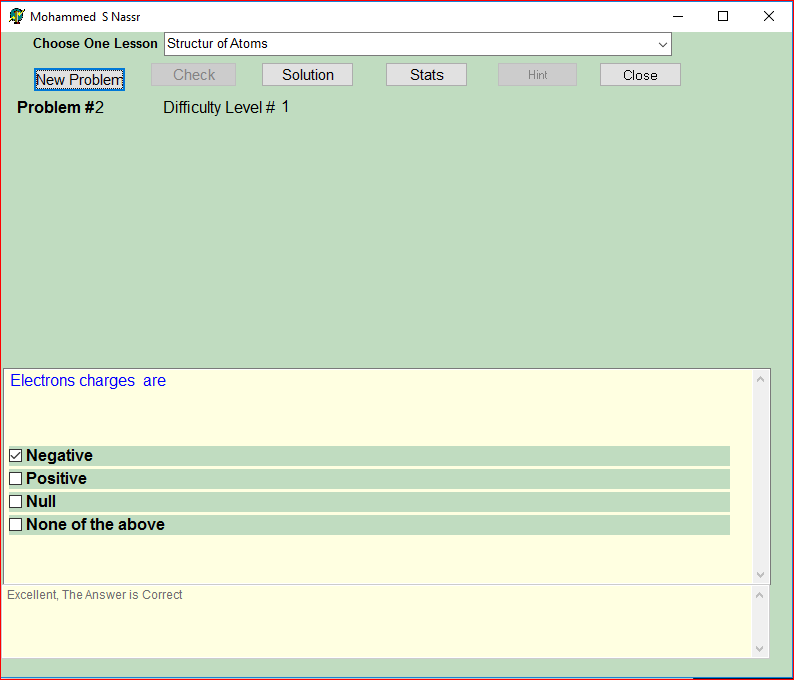 Mohammed S Nassr
Choose One Lesson Structur of Atoms
New Problem Check Solution Stats Hint Close
Problem #2 Difficulty Level # 1
Electrons charges are
Negative
Positive
Null
None of the above
Excellent, The Answer is Correct